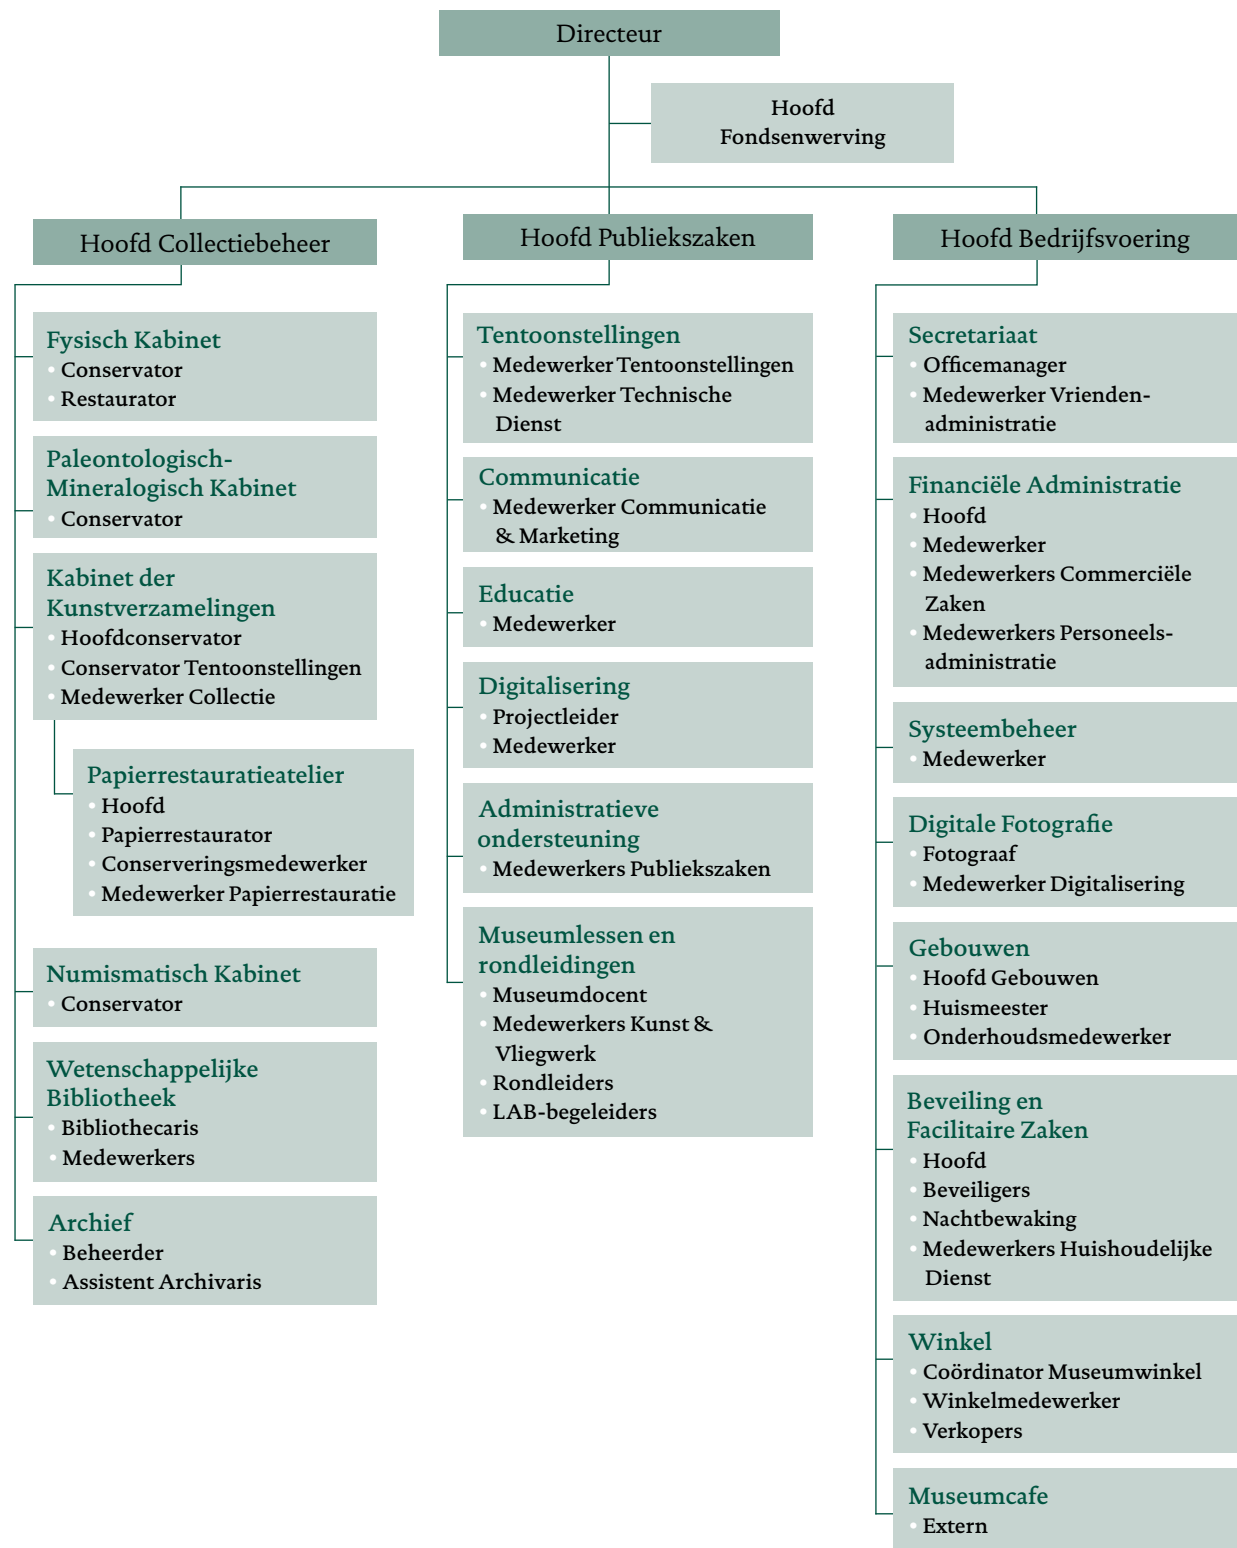 Directeur
Hoofd
Fondsenwerving
Hoofd Collectiebeheer
Fysisch Kabinet
• Conservator
• Restaurator
Paleontologisch-
Mineralogisch Kabinet
• Conservator
Kabinet der
Kunstverzamelingen
• Hoofdconservator
• Conservator Tentoonstellingen
• Medewerker Collectie
Papierrestauratieatelier
• Hoofd
• Papierrestaurator
• Conserveringsmedewerker
• Medewerker Papierrestauratie
Numismatisch Kabinet
• Conservator
Wetenschappelijke
Bibliotheek
• Bibliothecaris
• Medewerkers
Archief
• Beheerder
• Assistent Archivaris
Hoofd Publiekszaken
Tentoonstellingen
• Medewerker Tentoonstellingen
• Medewerker Technische
Dienst
Communicatie
• Medewerker Communicatie
& Marketing
Educatie
• Medewerker
Digitalisering
• Projectleider
• Medewerker
Administratieve
ondersteuning
• Medewerkers Publiekszaken
Museumlessen en
rondleidingen
• Museumdocent
• Medewerkers Kunst &
Vliegwerk
• Rondleiders
• LAB-begeleiders
Hoofd Bedrijfsvoering
Secretariaat
• Officemanager
• Medewerker Vrienden-
administratie
Financiële Administratie
• Hoofd
• Medewerker
• Medewerkers Commerciële
Zaken
• Medewerkers Personeels-
administratie
Systeembeheer
• Medewerker
Digitale Fotografie
• Fotograaf
• Medewerker Digitalisering
Gebouwen
• Hoofd Gebouwen
• Huismeester
• Onderhoudsmedewerker
Beveiling en
Facilitaire Zaken
• Hoofd
• Beveiligers
• Nachtbewaking
• Medewerkers Huishoudelijke
Dienst
Winkel
• Coördinator Museumwinkel
• Winkelmedewerker
• Verkopers
Museumcafe
• Extern